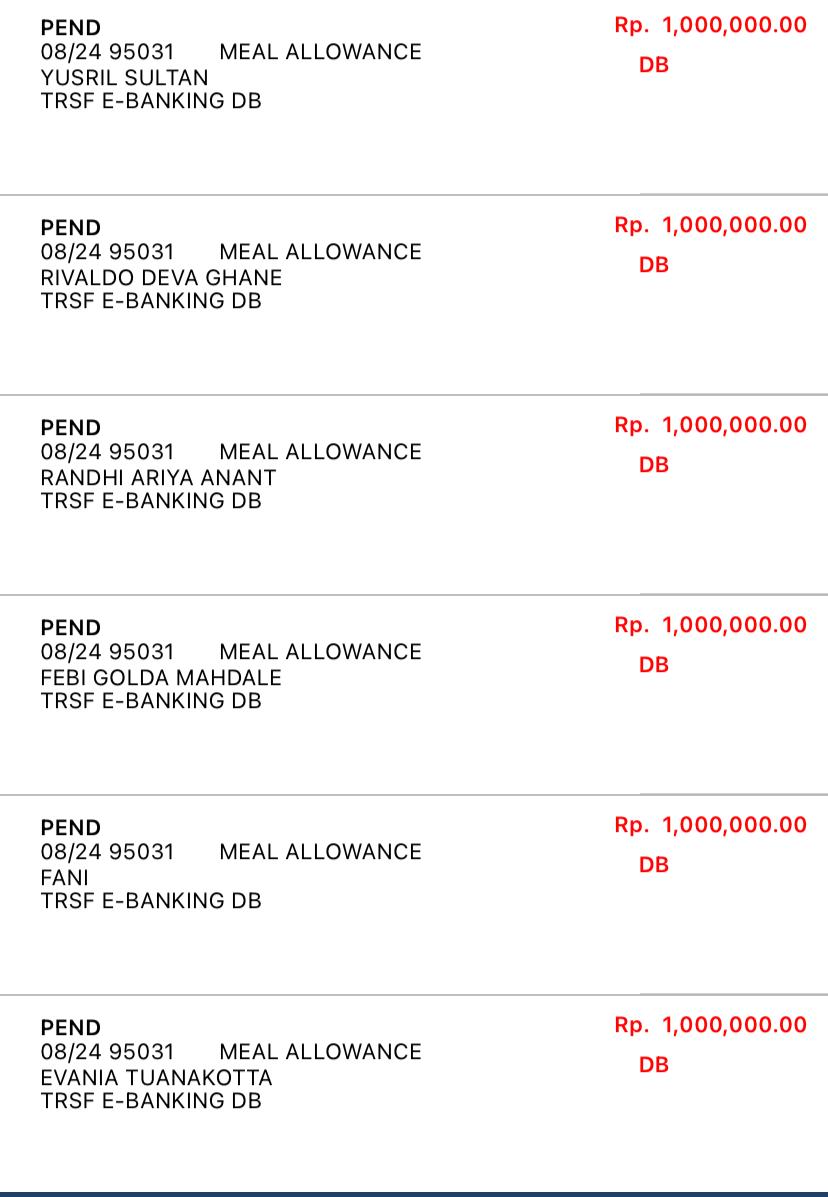 PEND
Rp. 1,000,000.00
08/24 95031 MEAL ALLOWANCE
DB
YUSRIL SULTAN
TRSF E-BANKING DB
PEND
Rp. 1,000,000.00
08/24 95031 MEAL ALLOWANCE
DB
RIVALDO DEVA GHANE
TRSF E-BANKING DB
PEND
Rp. 1,000,000.00
08/24 95031 MEAL ALLOWANCE
DB
RANDHI ARIYA ANANT
TRSF E-BANKING DB
PEND
Rp. 1,000,000.00
08/24 95031 MEAL ALLOWANCE
DB
FEBI GOLDA MAHDALE
TRSF E-BANKING DB
PEND
Rp. 1,000,000.00
08/24 95031 MEAL ALLOWANCE
DB
FANI
TRSF E-BANKING DB
PEND
Rp. 1,000,000.00
08/24 95031 MEAL ALLOWANCE
DB
EVANIA TUANAKOTTA
TRSF E-BANKING DB